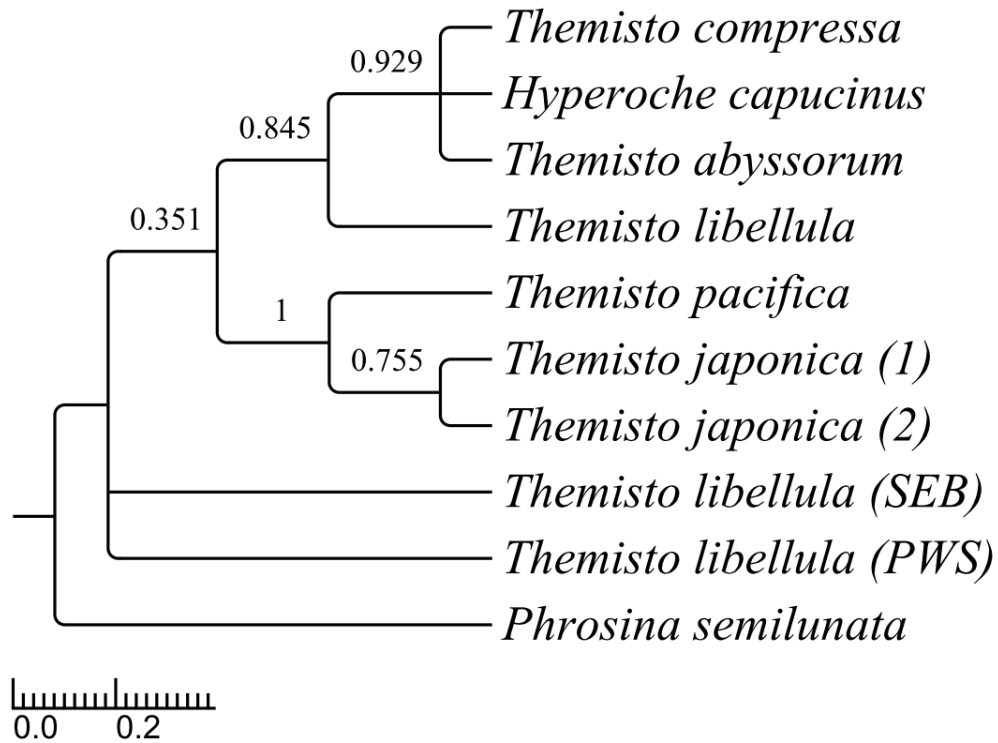 Themisto compressa
0.929
Hyperoche capucinus
0.845
Themisto abyssorum
0.351
Themisto libellula
Themisto pacifica
1
0.755
Themisto japonica (1)
Themisto japonica (2)
Themisto libellula (SEB)
Themisto libellula (PWS)
Phrosina semilunata
0.0 0.2